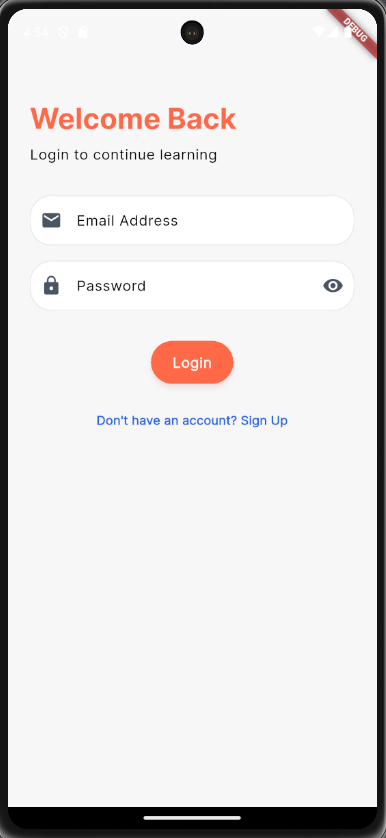 4:54
DEBUG
Welcome Back
Login to continue learning
Email Address
Password
Login
Don't have an account? Sign Up